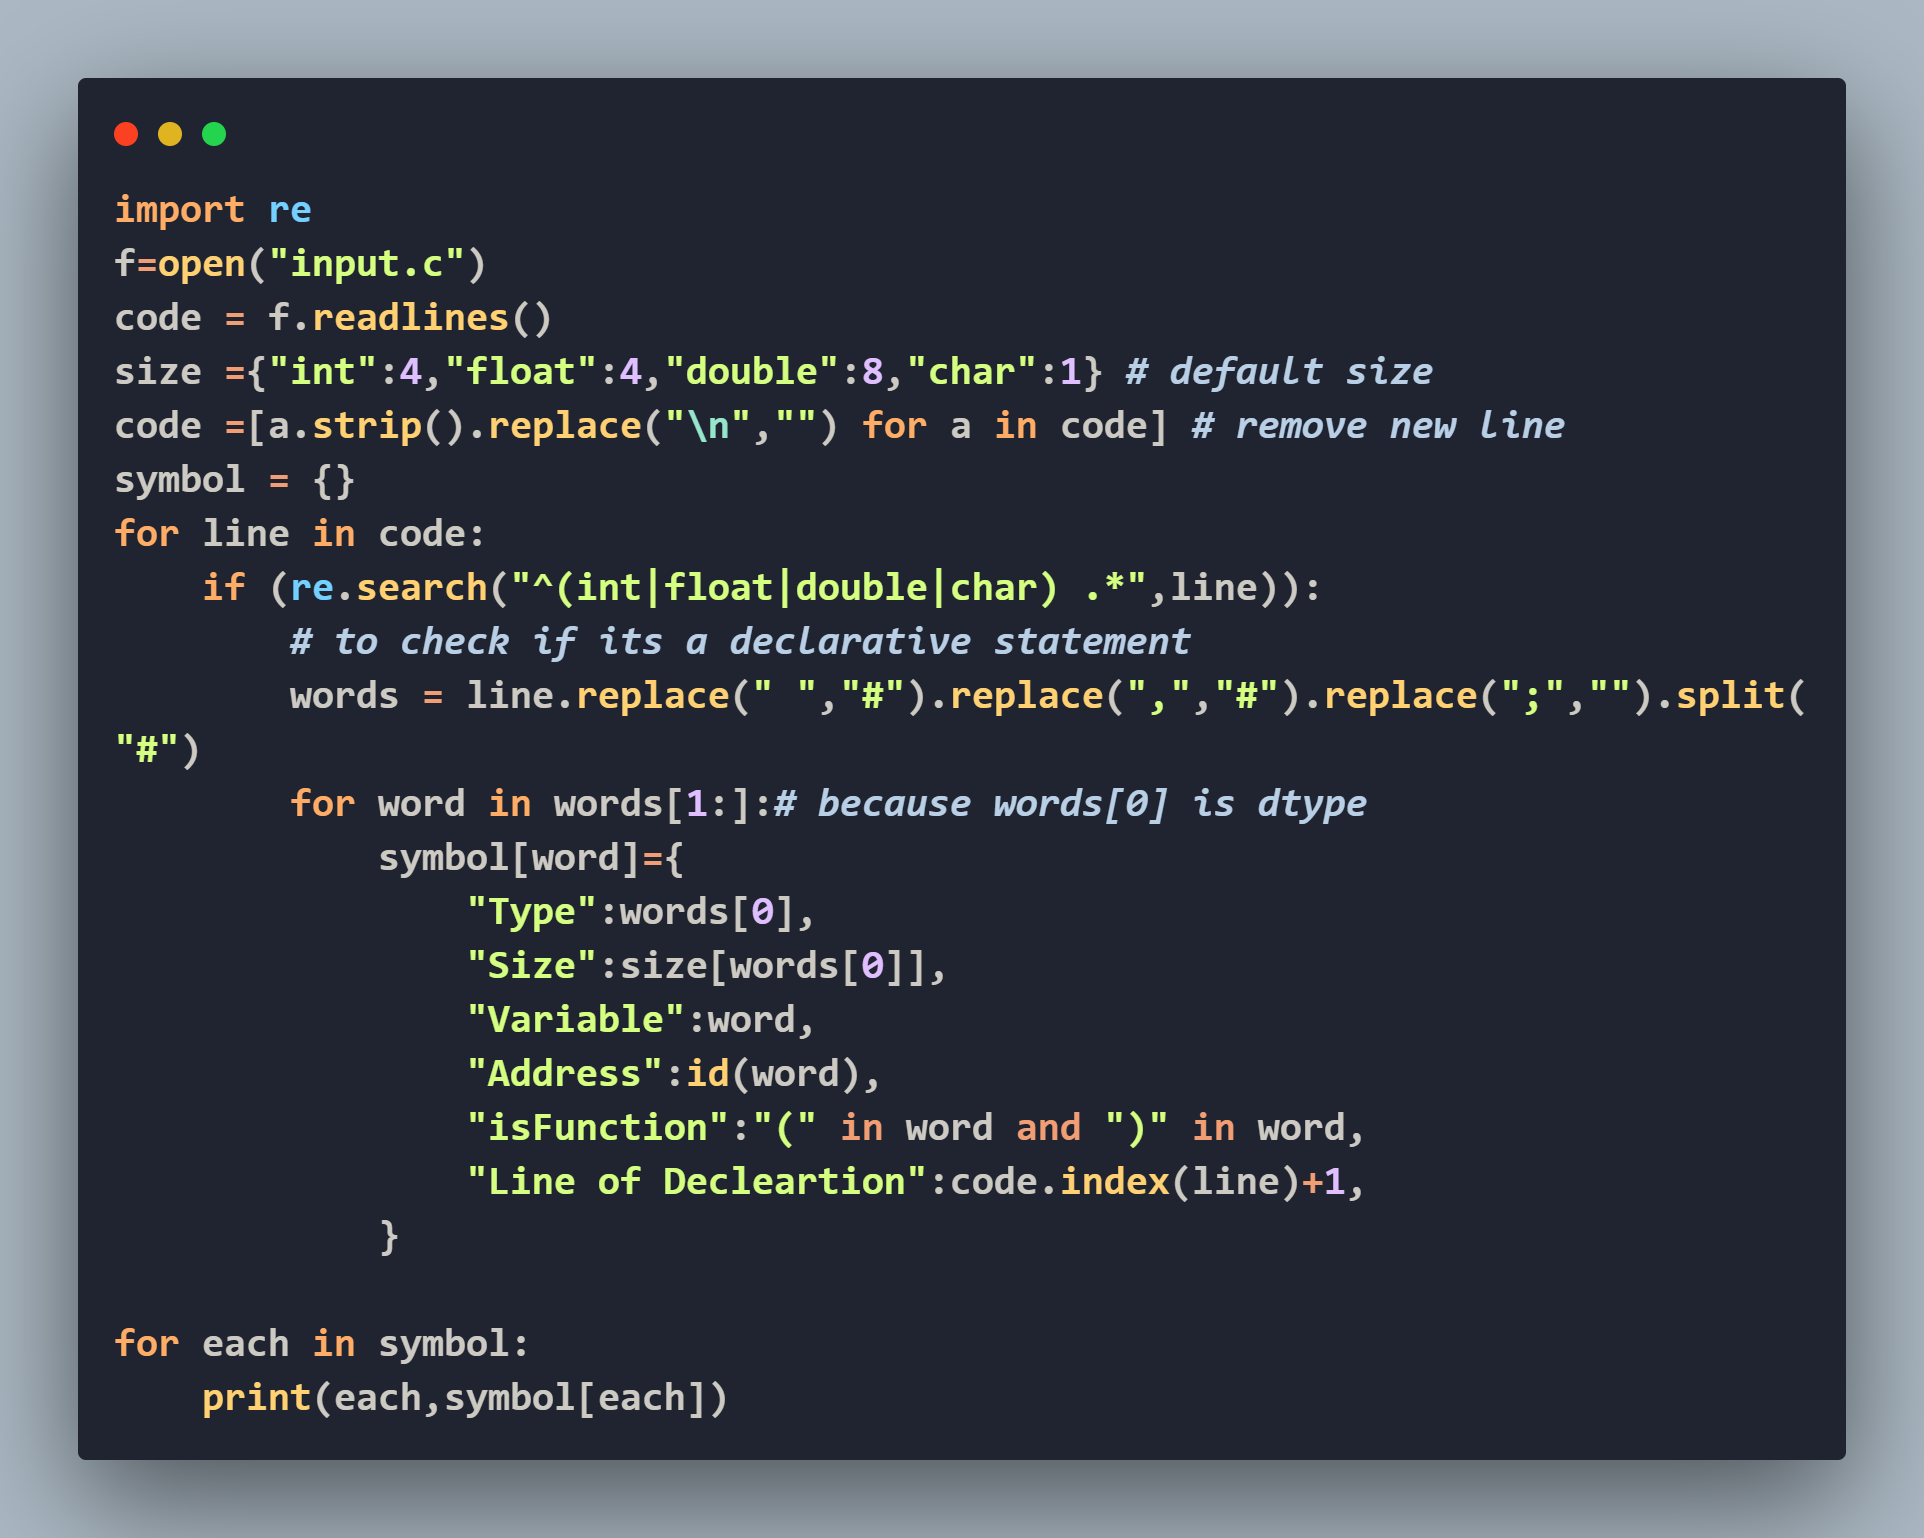 import re
f=open("input.c")
code = f.readlines()
size ={"int":4,"float":4,"double":8,"char":1} # default size
code =[a.strip().replace("\n","") for a in code] # remove new line
symbol = {}
for line in code:
    if (re.search("^(int|float|double|char) .*",line)):
        # to check if its a declarative statement
        words = line.replace(" ","#").replace(",","#").replace(";","").split(
"#")
        for word in words[1:]:# because words[0] is dtype
            symbol[word]={
                "Type":words[0],
                "Size":size[words[0]],
                "Variable":word,
                "Address":id(word),
                "isFunction":"(" in word and ")" in word,
                "Line of Decleartion":code.index(line)+1,
            }
for each in symbol:
    print(each,symbol[each])